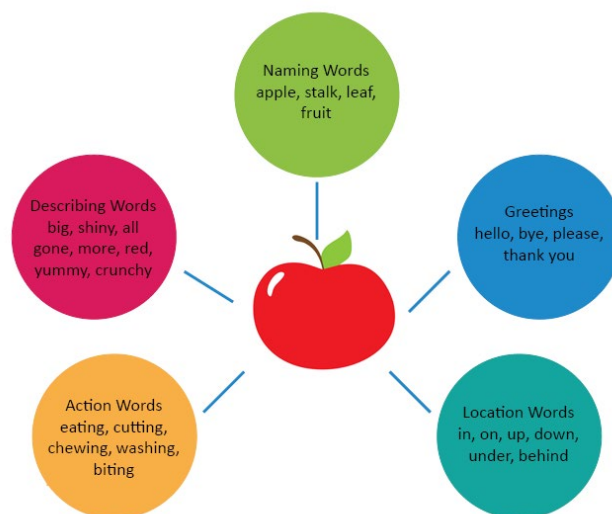 Naming Words
apple, stalk, leaf,
fruit
Describing Words
big, shiny, all
gone, more, red,
yummy, crunchy
Greetings
hello, bye, please,
thank you
Action Words
eating, cutting,
chewing, washing,
biting
Location Words
in, on, up, down,
under, behind